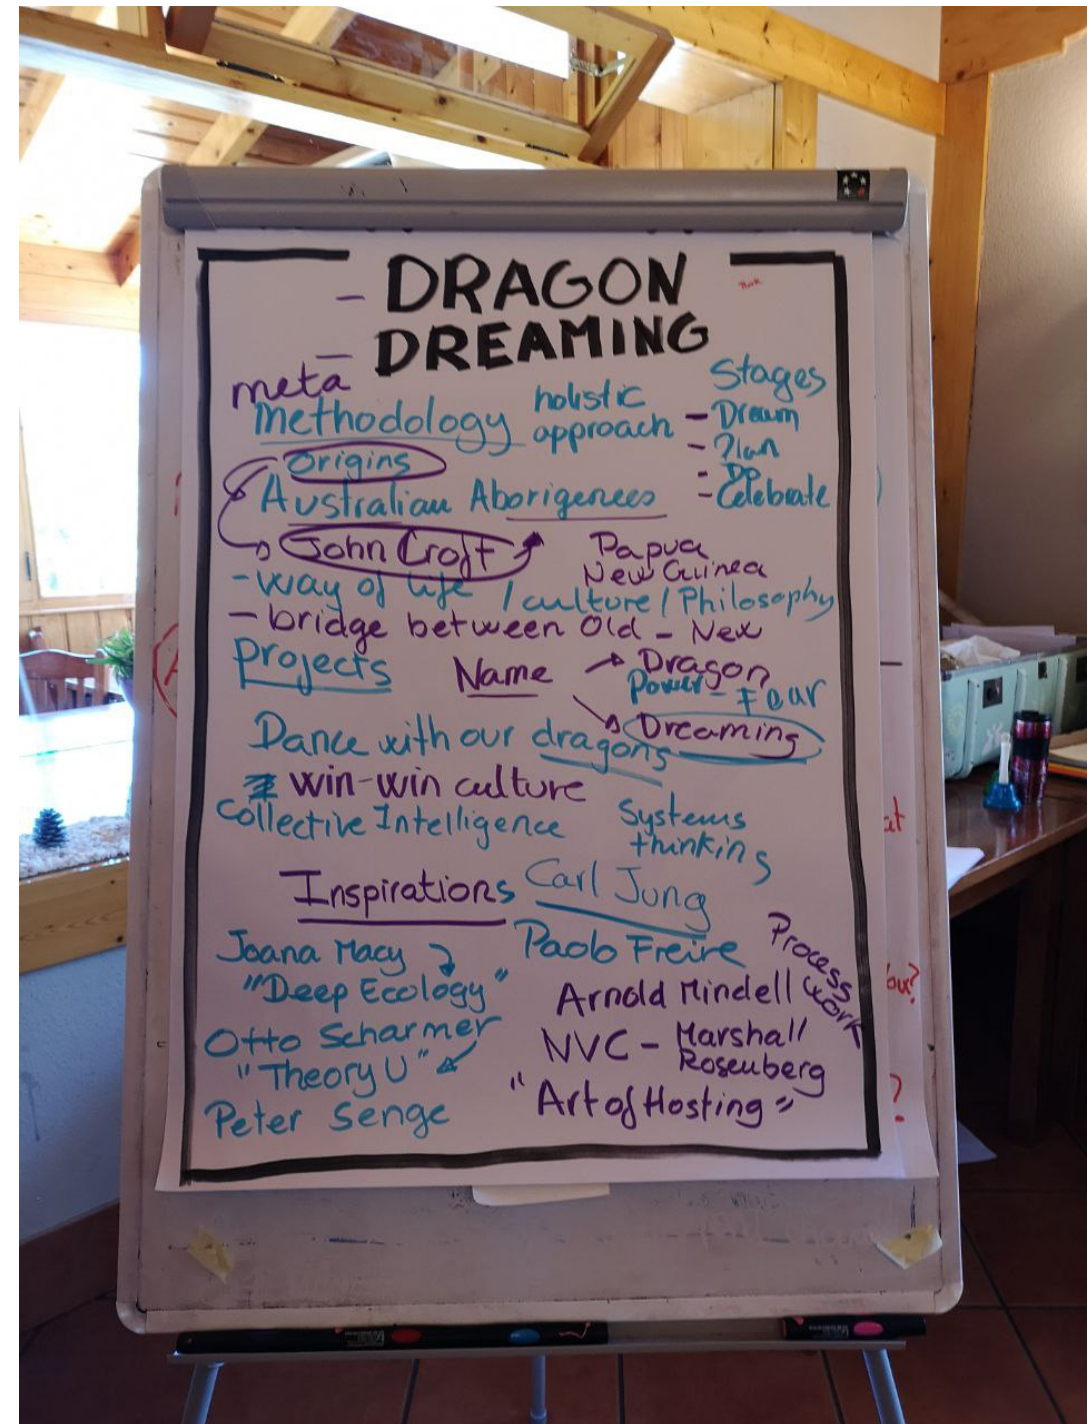 - DRAGON
- DREAMING
meta
methodology
holistic
approach
Stages
- Dream
- Plan
- Do
- Celebrate
Origins
Australian Aborigenees
John Croft
Papua
New Guinea
- way of life / culture / Philosophy
- bridge between Old - New
Projects
Name
Dragon
Power - Fear
Dreaming
Dance with our dragons
win-win culture
Collective Intelligence
Systems
thinking
Inspirations
Carl Jung
Joana Macy
"Deep Ecology"
Otto Scharmer
"Theory U"
Peter Senge
Paolo Freire
Arnold Mindell
Process
work
NVC - Marshall
Rosenberg
"Art of Hosting"
at
you?
?